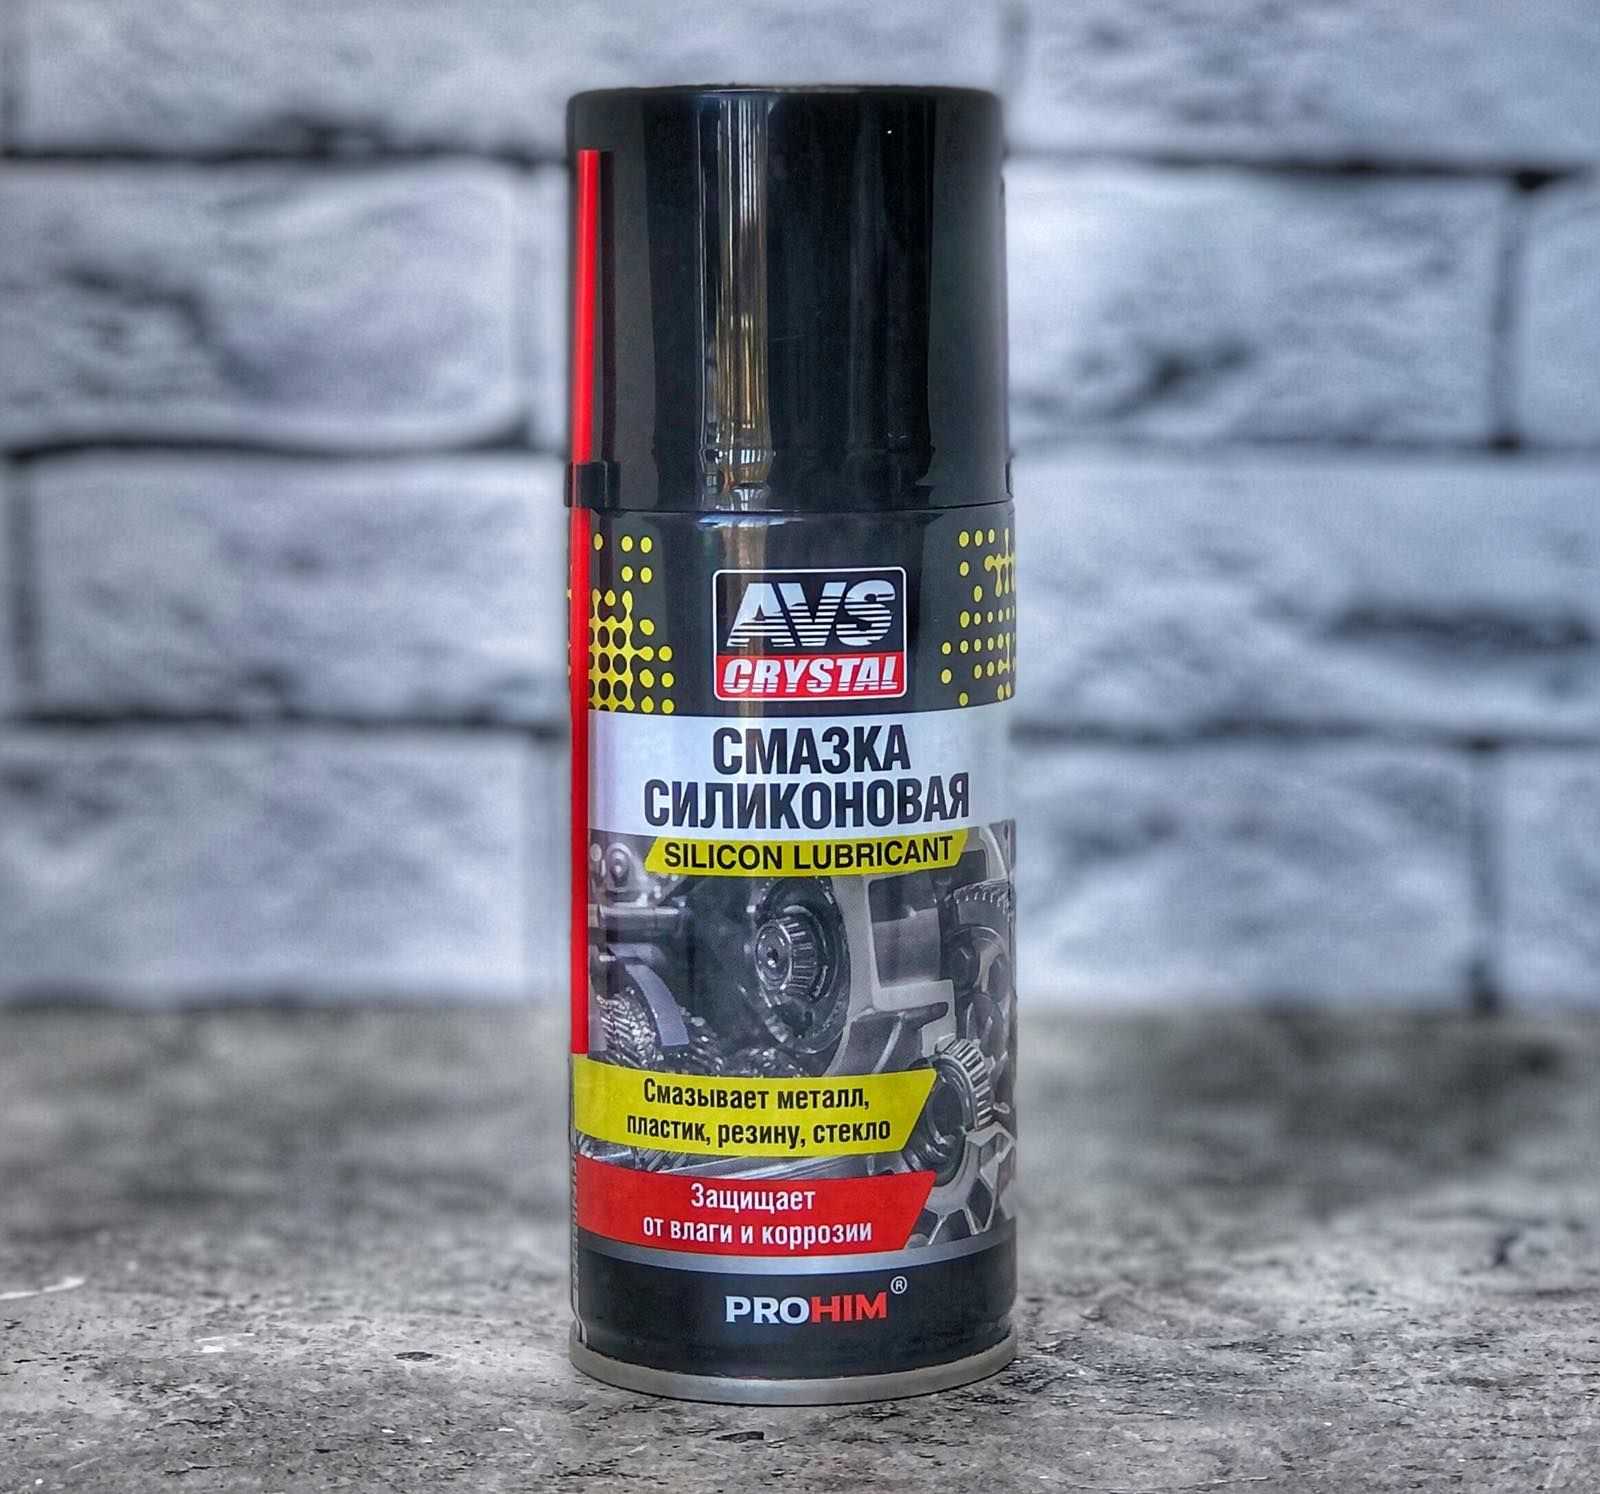 AVS
CRYSTAL
СМАЗКА
СИЛИКОНОВАЯ
SILICON LUBRICANT
Смазывает металл,
пластик, резину, стекло
Защищает
от влаги и коррозии
PROHIM®